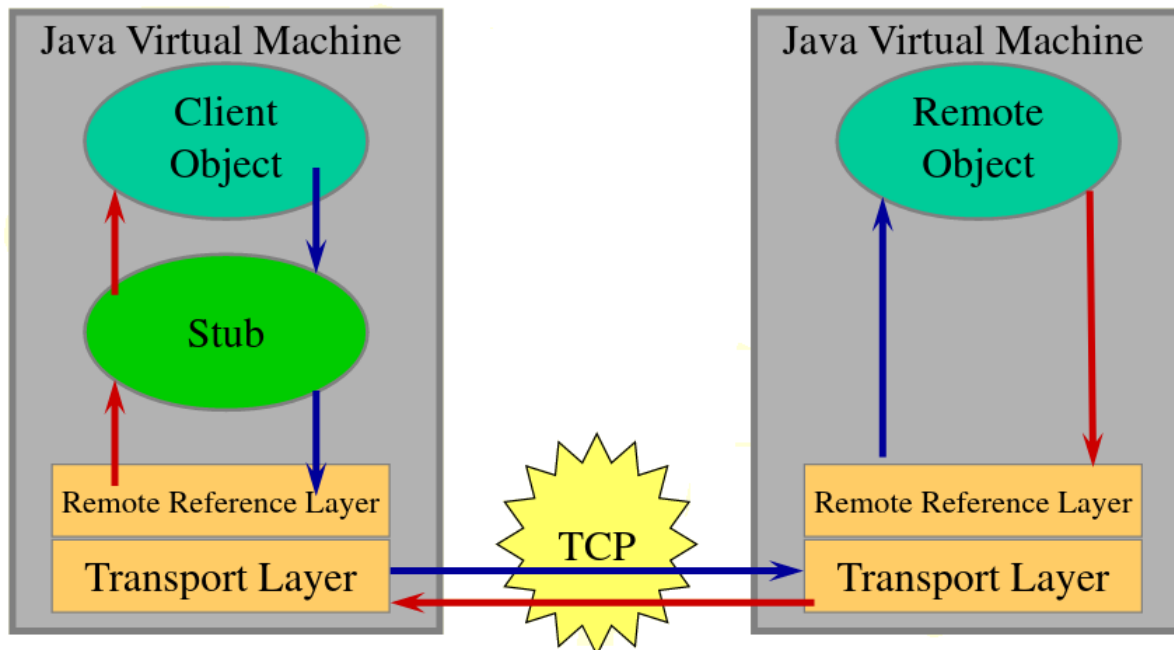 Java Virtual Machine
Client
Object
Stub
Remote Reference Layer
Transport Layer
TCP
Java Virtual Machine
Remote
Object
Remote Reference Layer
Transport Layer